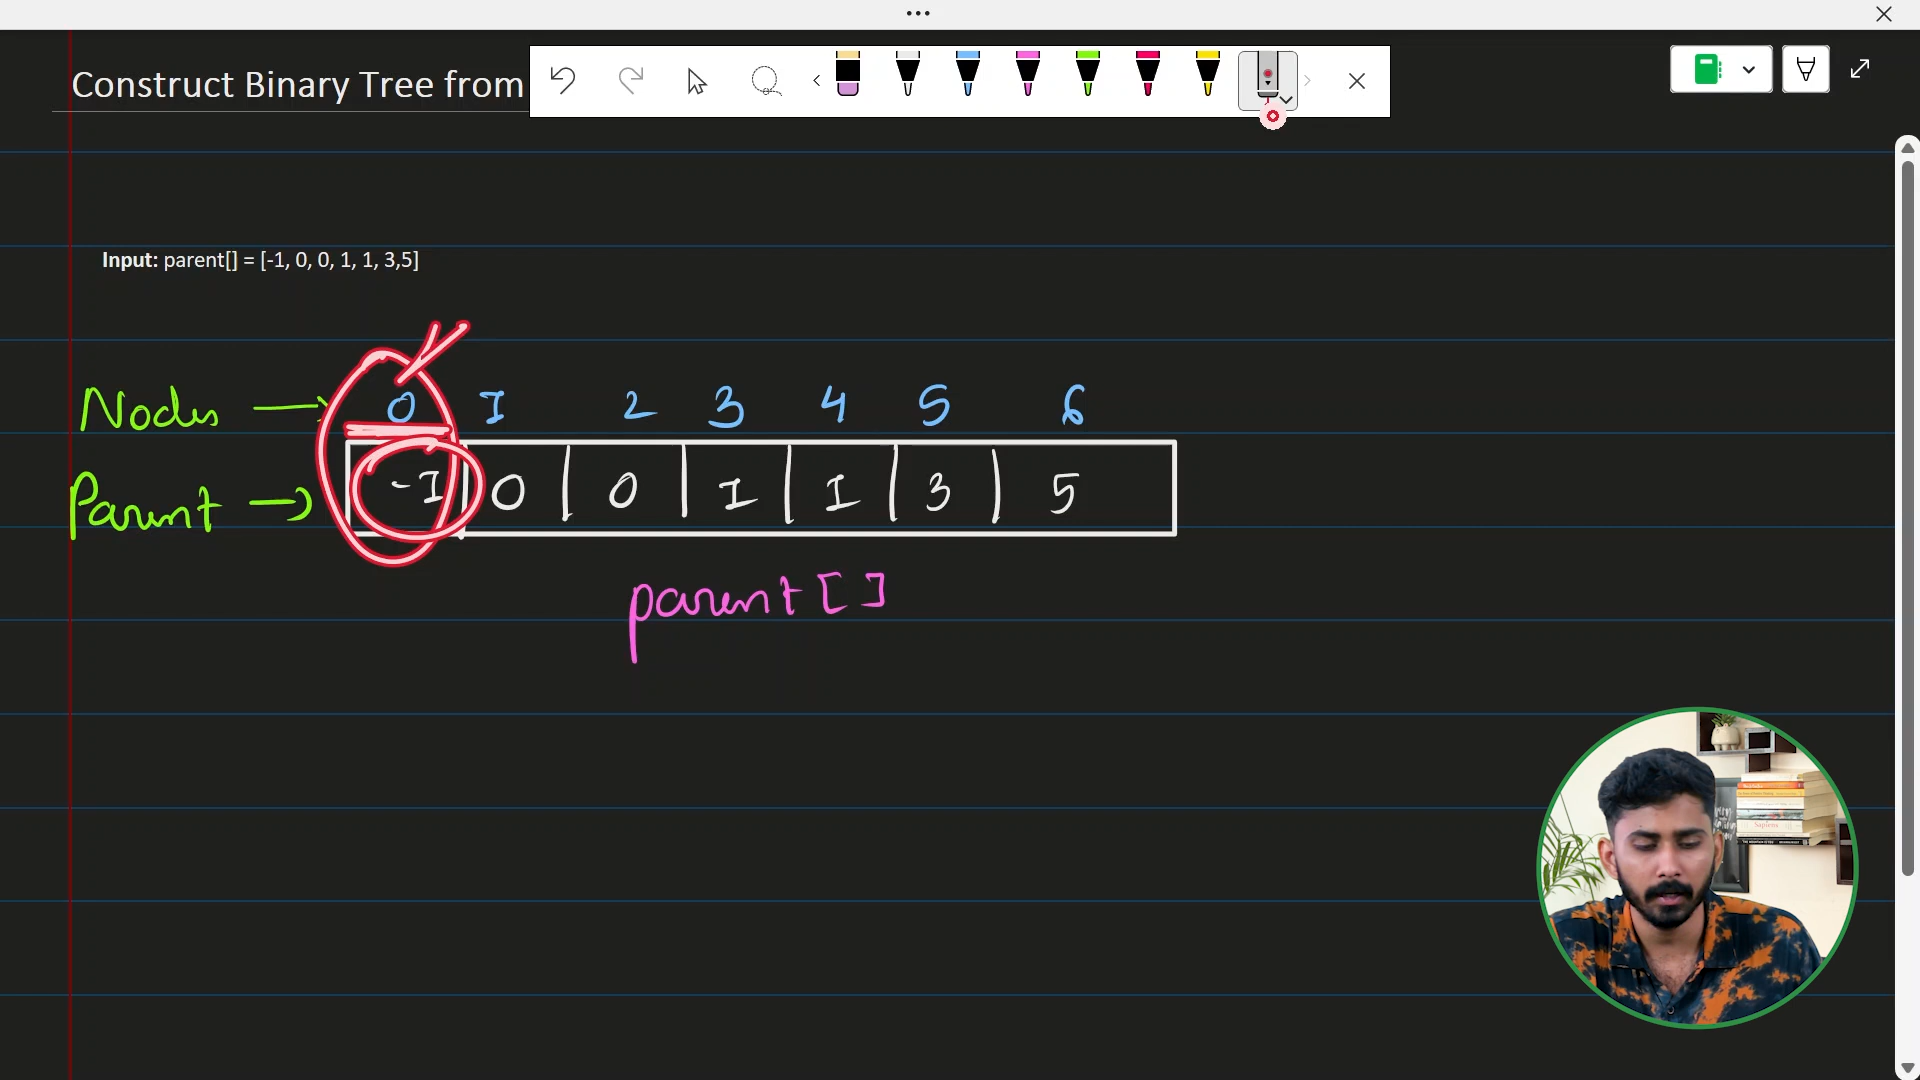 Construct Binary Tree from
Input: parent[] = [-1, 0, 0, 1, 1, 3,5]
Nodes → 0 1 2 3 4 5 6
Parent → -1 0 0 1 1 3 5
parent []